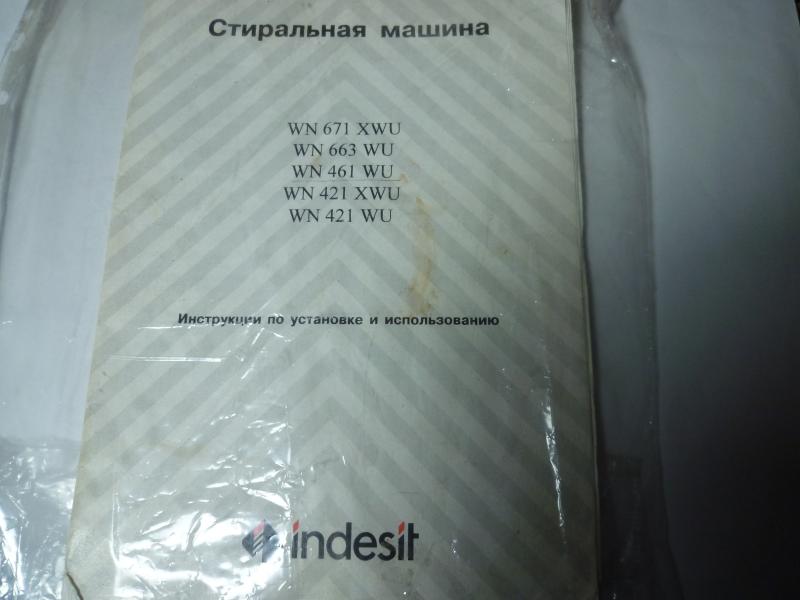 Стиральная машина
WN 671 XWU
WN 663 WU
WN 461 WU
WN 421 XWU
WN 421 WU
Инструкции по установке и использованию
indesit